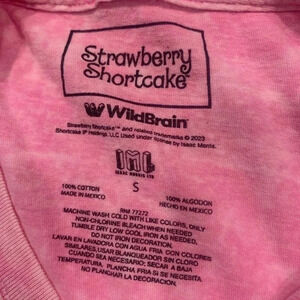 Strawberry
Shortcake™
WildBrain™
Strawberry Shortcake™ and related trademarks © 2023
Shortcake IP Holdings LLC Used under license by Isaac Morris.
IML
ISAAC MORRIS LTD
100% COTTON
MADE IN MEXICO
S
100% ALGODON
HECHO EN MEXICO
RN# 77272
MACHINE WASH COLD WITH LIKE COLORS, ONLY
NON-CHLORINE BLEACH WHEN NEEDED
TUMBLE DRY LOW COOL IRON AS NEEDED,
DO NOT IRON DECORATION.
LAVAR EN LAVADORA CON AGUA FRIA CON COLORES
SIMILARES, USAR BLANQUEADOR SIN CLORO
CUANDO SEA NECESARIO; SECAR A BAJA
TEMPERATURA, PLANCHA FRIA SI SE NECESITA
NO PLANCHAR LA DECORACION.